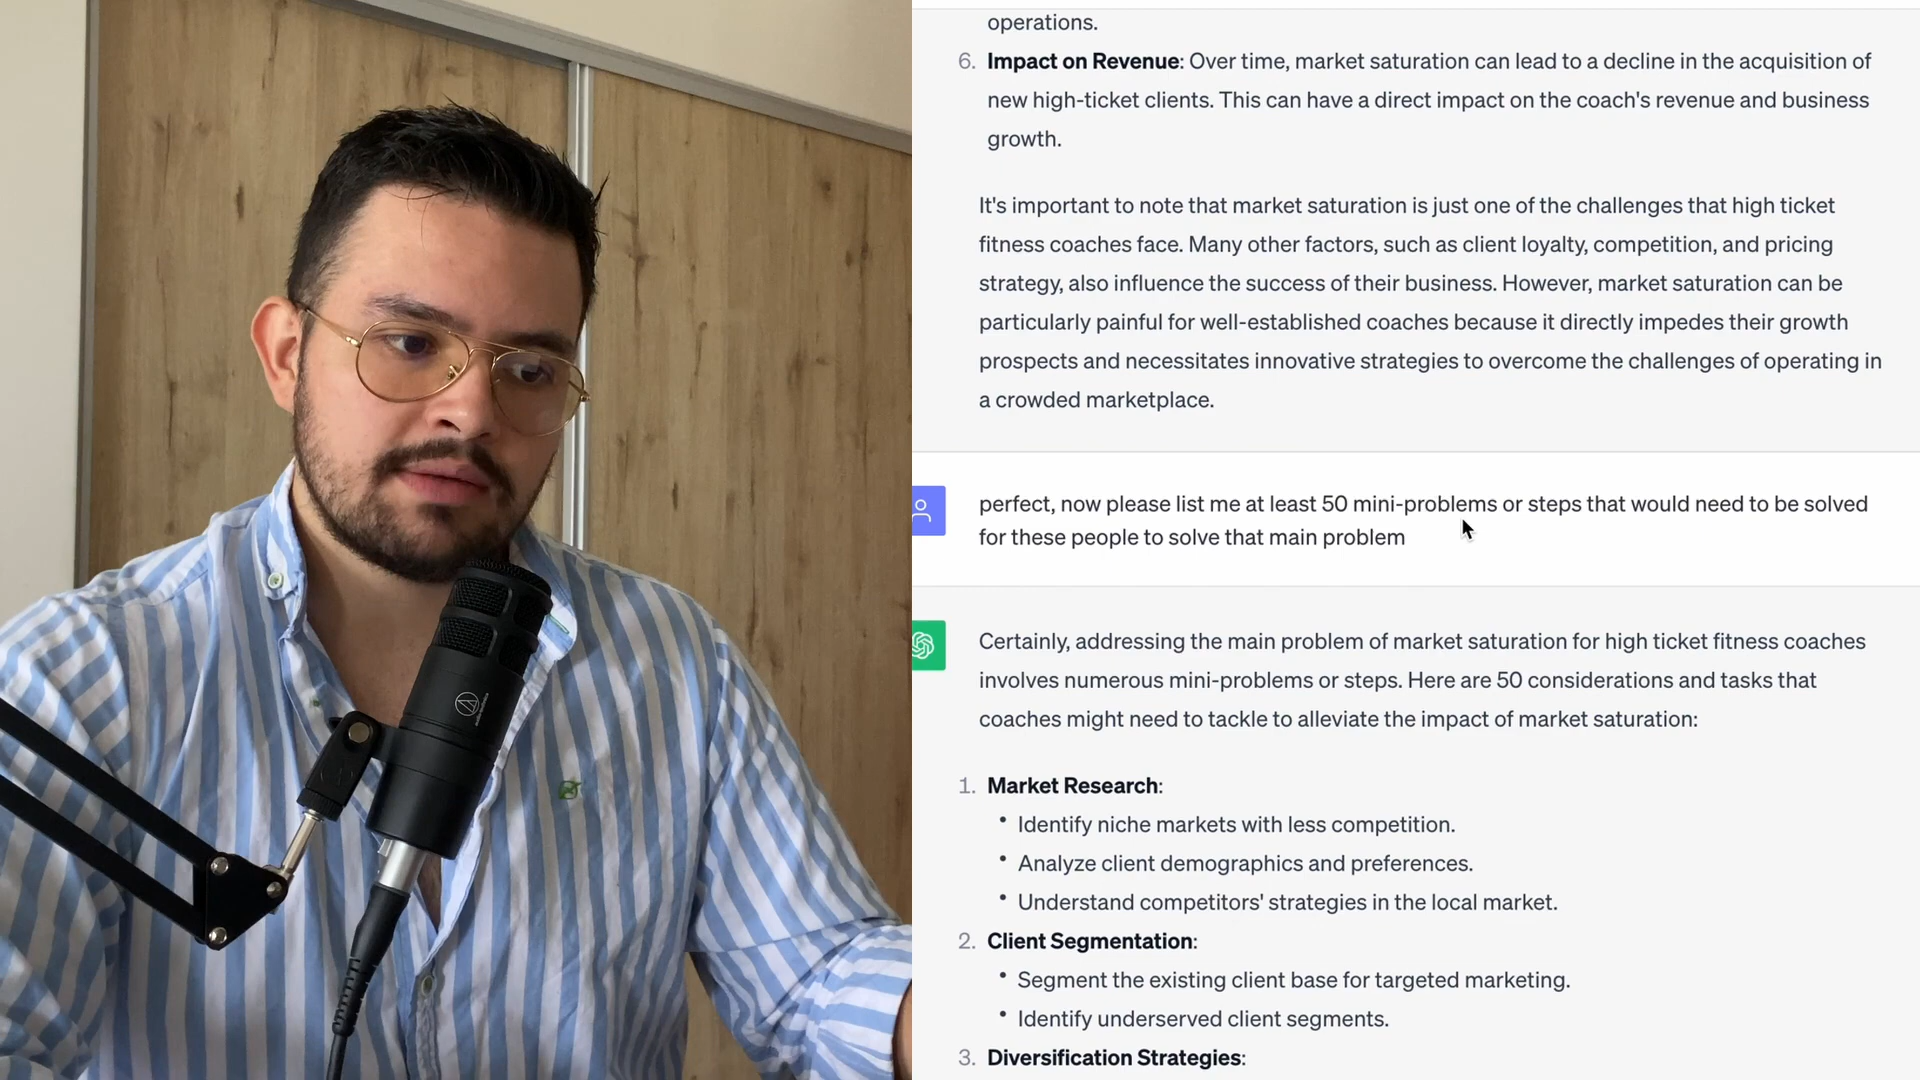 operations.
6. Impact on Revenue: Over time, market saturation can lead to a decline in the acquisition of
new high-ticket clients. This can have a direct impact on the coach's revenue and business
growth.
It's important to note that market saturation is just one of the challenges that high ticket
fitness coaches face. Many other factors, such as client loyalty, competition, and pricing
strategy, also influence the success of their business. However, market saturation can be
particularly painful for well-established coaches because it directly impedes their growth
prospects and necessitates innovative strategies to overcome the challenges of operating in
a crowded marketplace.
perfect, now please list me at least 50 mini-problems or steps that would need to be solved
for these people to solve that main problem
Certainly, addressing the main problem of market saturation for high ticket fitness coaches
involves numerous mini-problems or steps. Here are 50 considerations and tasks that
coaches might need to tackle to alleviate the impact of market saturation:
1. Market Research:
• Identify niche markets with less competition.
• Analyze client demographics and preferences.
• Understand competitors' strategies in the local market.
2. Client Segmentation:
• Segment the existing client base for targeted marketing.
• Identify underserved client segments.
3. Diversification Strategies: